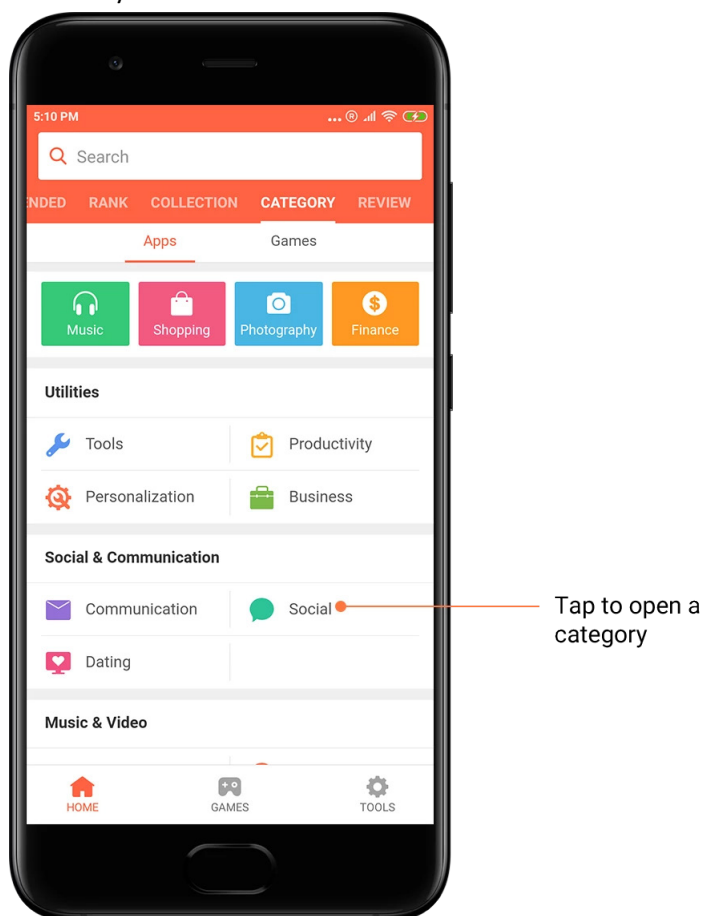 5:10 PM
Search
ENDED RANK COLLECTION CATEGORY REVIEW
Apps Games
Music Shopping Photography Finance
Utilities
Tools Productivity
Personalization Business
Social & Communication
Communication Social
Tap to open a
category
Dating
Music & Video
HOME GAMES TOOLS